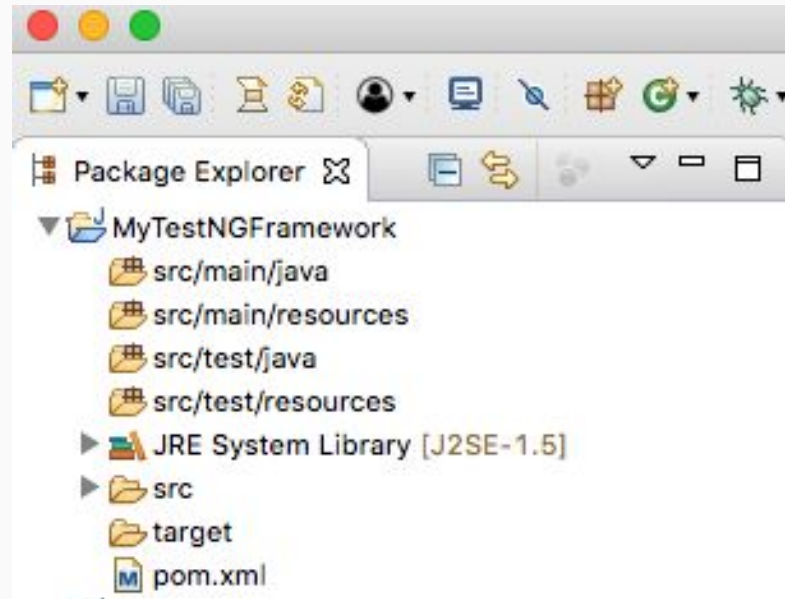 Package Explorer
MyTestNGFramework
src/main/java
src/main/resources
src/test/java
src/test/resources
JRE System Library [J2SE-1.5]
src
target
pom.xml